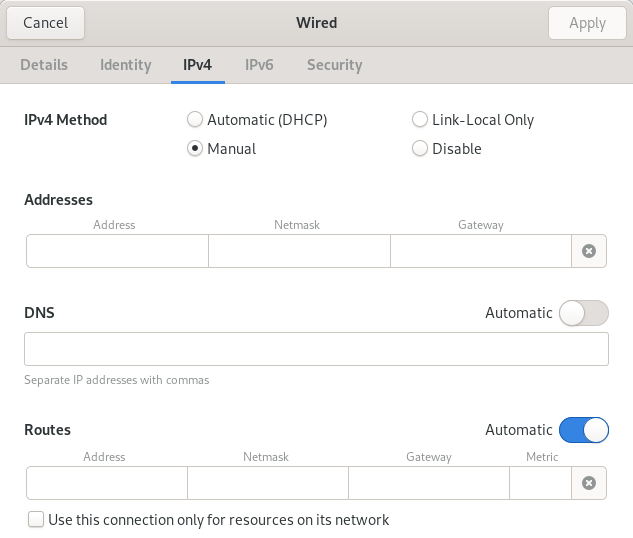 Cancel Wired Apply
Details Identity IPv4 IPv6 Security
IPv4 Method Automatic (DHCP) Link-Local Only
Manual Disable
Addresses
Address Netmask Gateway
DNS Automatic
Separate IP addresses with commas
Routes Automatic
Address Netmask Gateway Metric
Use this connection only for resources on its network